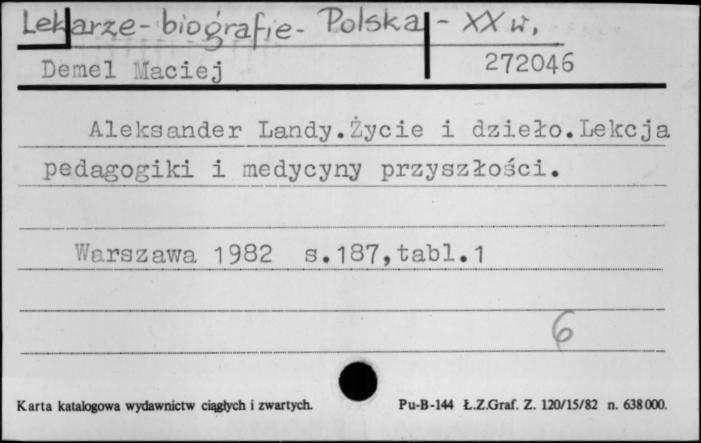 Lekarze - biografie - Polska - XX w.
Demel Maciej 272046
Aleksander Landy.Życie i dzieło.Lekcja
pedagogiki i medycyny przyszłości.
Warszawa 1982 s.187,tabl.1
6
Karta katalogowa wydawnictw ciągłych i zwartych. Pu-B-144 Ł.Z.Graf. Z. 120/15/82 n. 638000.